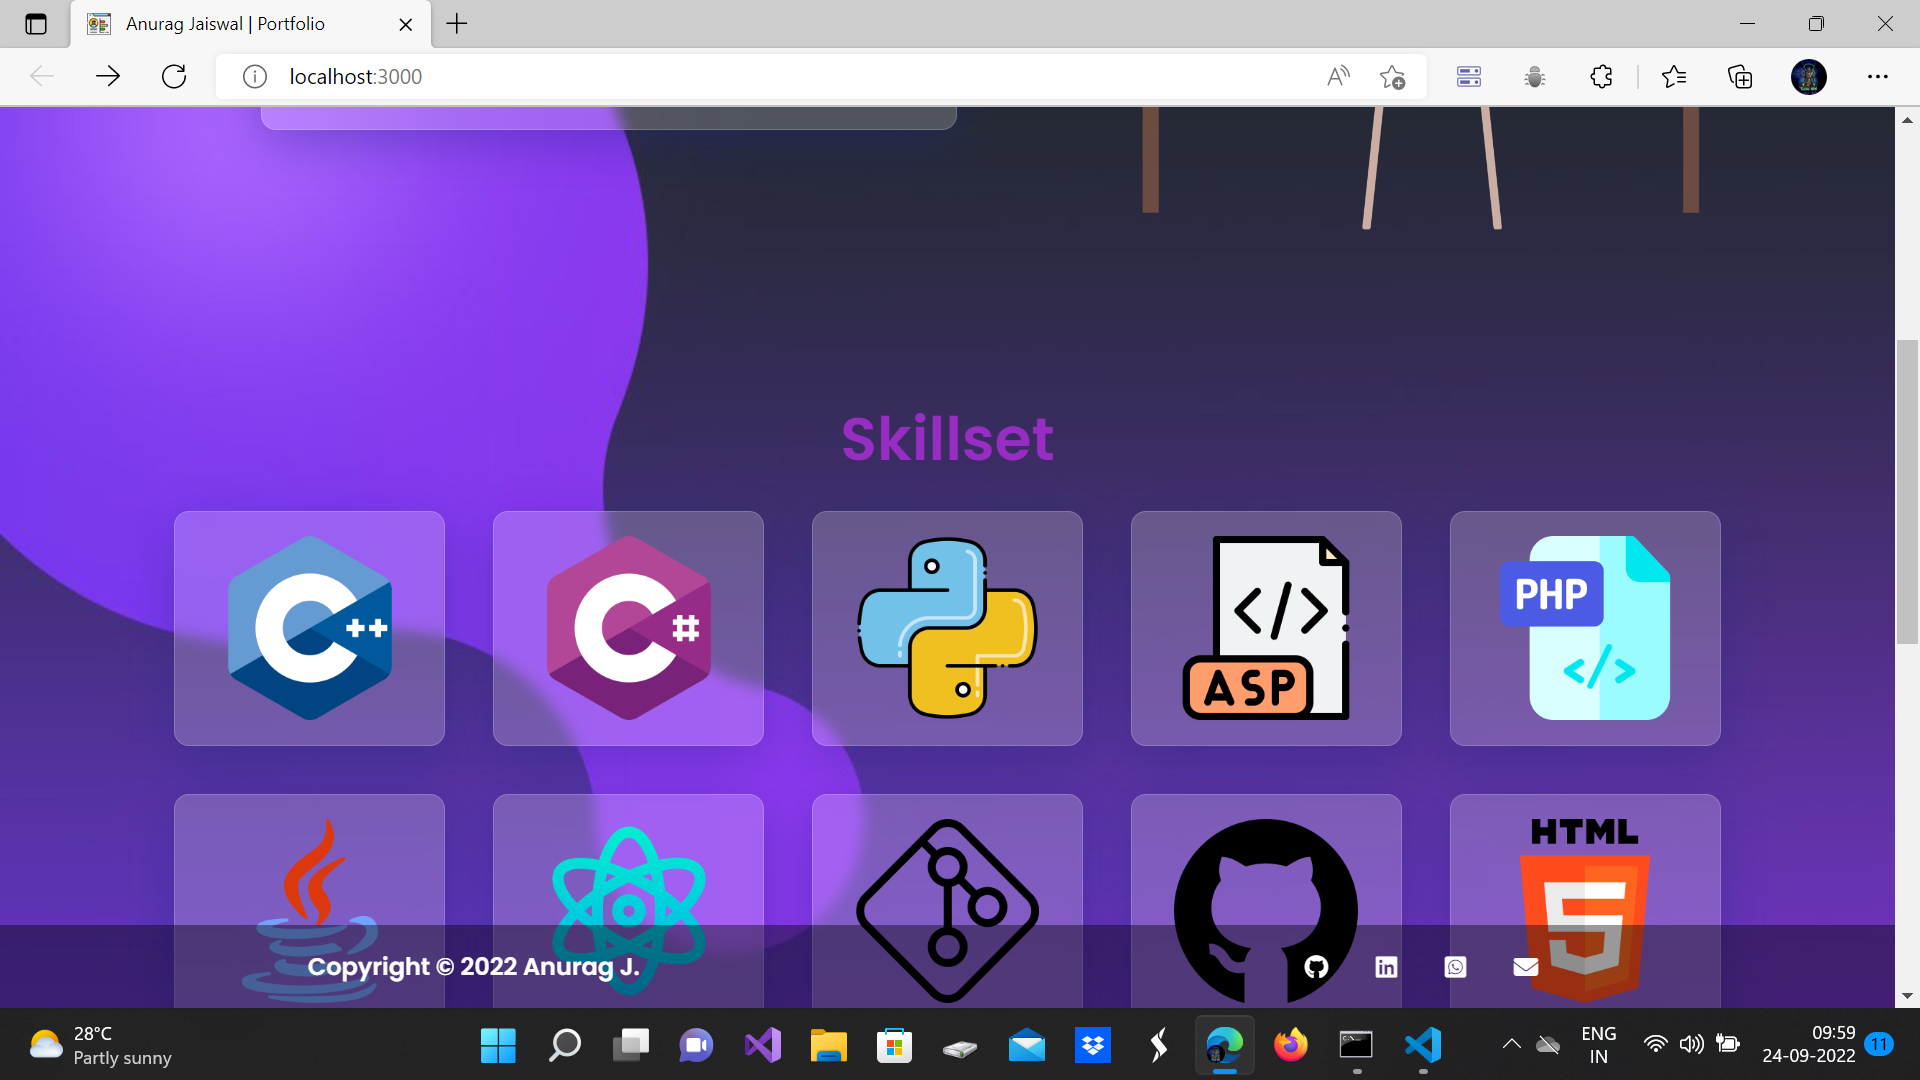 Anurag Jaiswal | Portfolio
localhost:3000
Skillset
C++
C#
</>
ASP
PHP
</>
HTML
5
Copyright © 2022 Anurag J.
in
28°C
Partly sunny
ENG
IN
09:59
24-09-2022
11